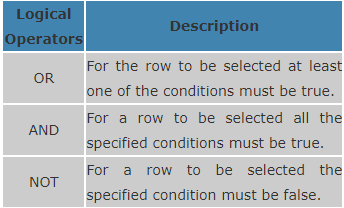 Logical Operators
Description
OR
For the row to be selected at least
one of the conditions must be true.
AND
For a row to be selected all the
specified conditions must be true.
NOT
For a row to be selected the
specified condition must be false.